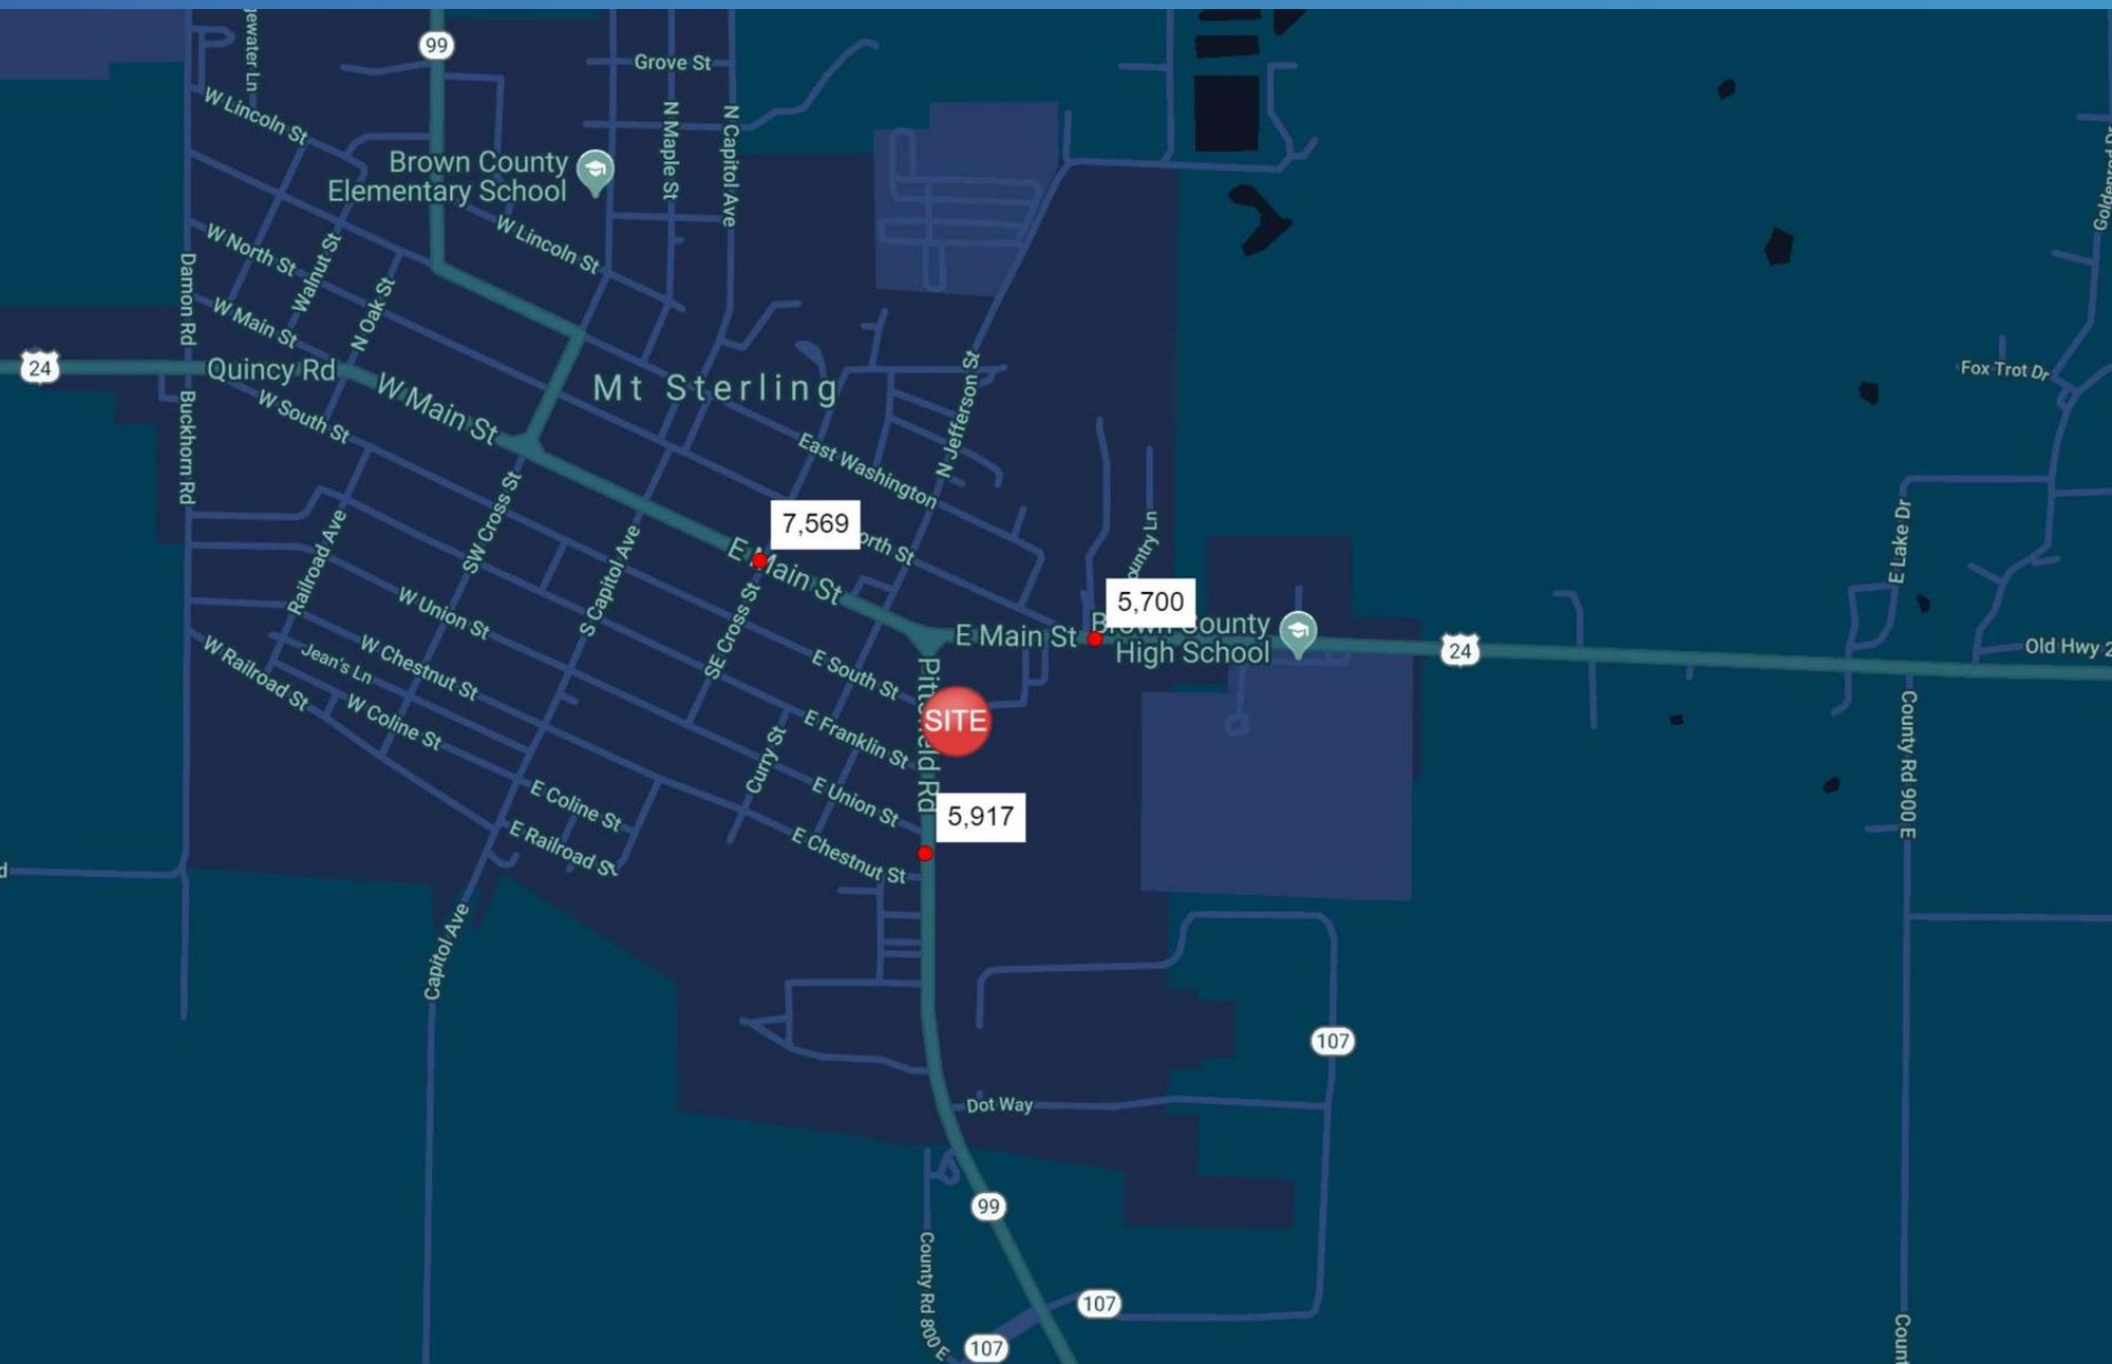 99
Grove St
W Lincoln St
N Maple St
N Capitol Ave
Brown County
Elementary School
W Lincoln St
W North St
Walnut St
N Oak St
Damon Rd
W Main St
24
Quincy Rd
W Main St
Mt Sterling
Fox Trot Dr
N Jefferson St
Buckhorn Rd
W South St
East Washington
7,569
SW Cross St
Railroad Ave
S Capitol Ave
E Main St
E Lake Dr
5,700
E Main St
County
High School
24
Old Hwy 2
W Union St
SE Cross St
E South St
W Chestnut St
Jean's Ln
W Railroad St
W Coline St
SITE
E Franklin St
Curry St
County Rd 900 E
E Coline St
E Union St
5,917
E Railroad St
E Chestnut St
Capitol Ave
107
Dot Way
99
County Rd 800 E
107
107